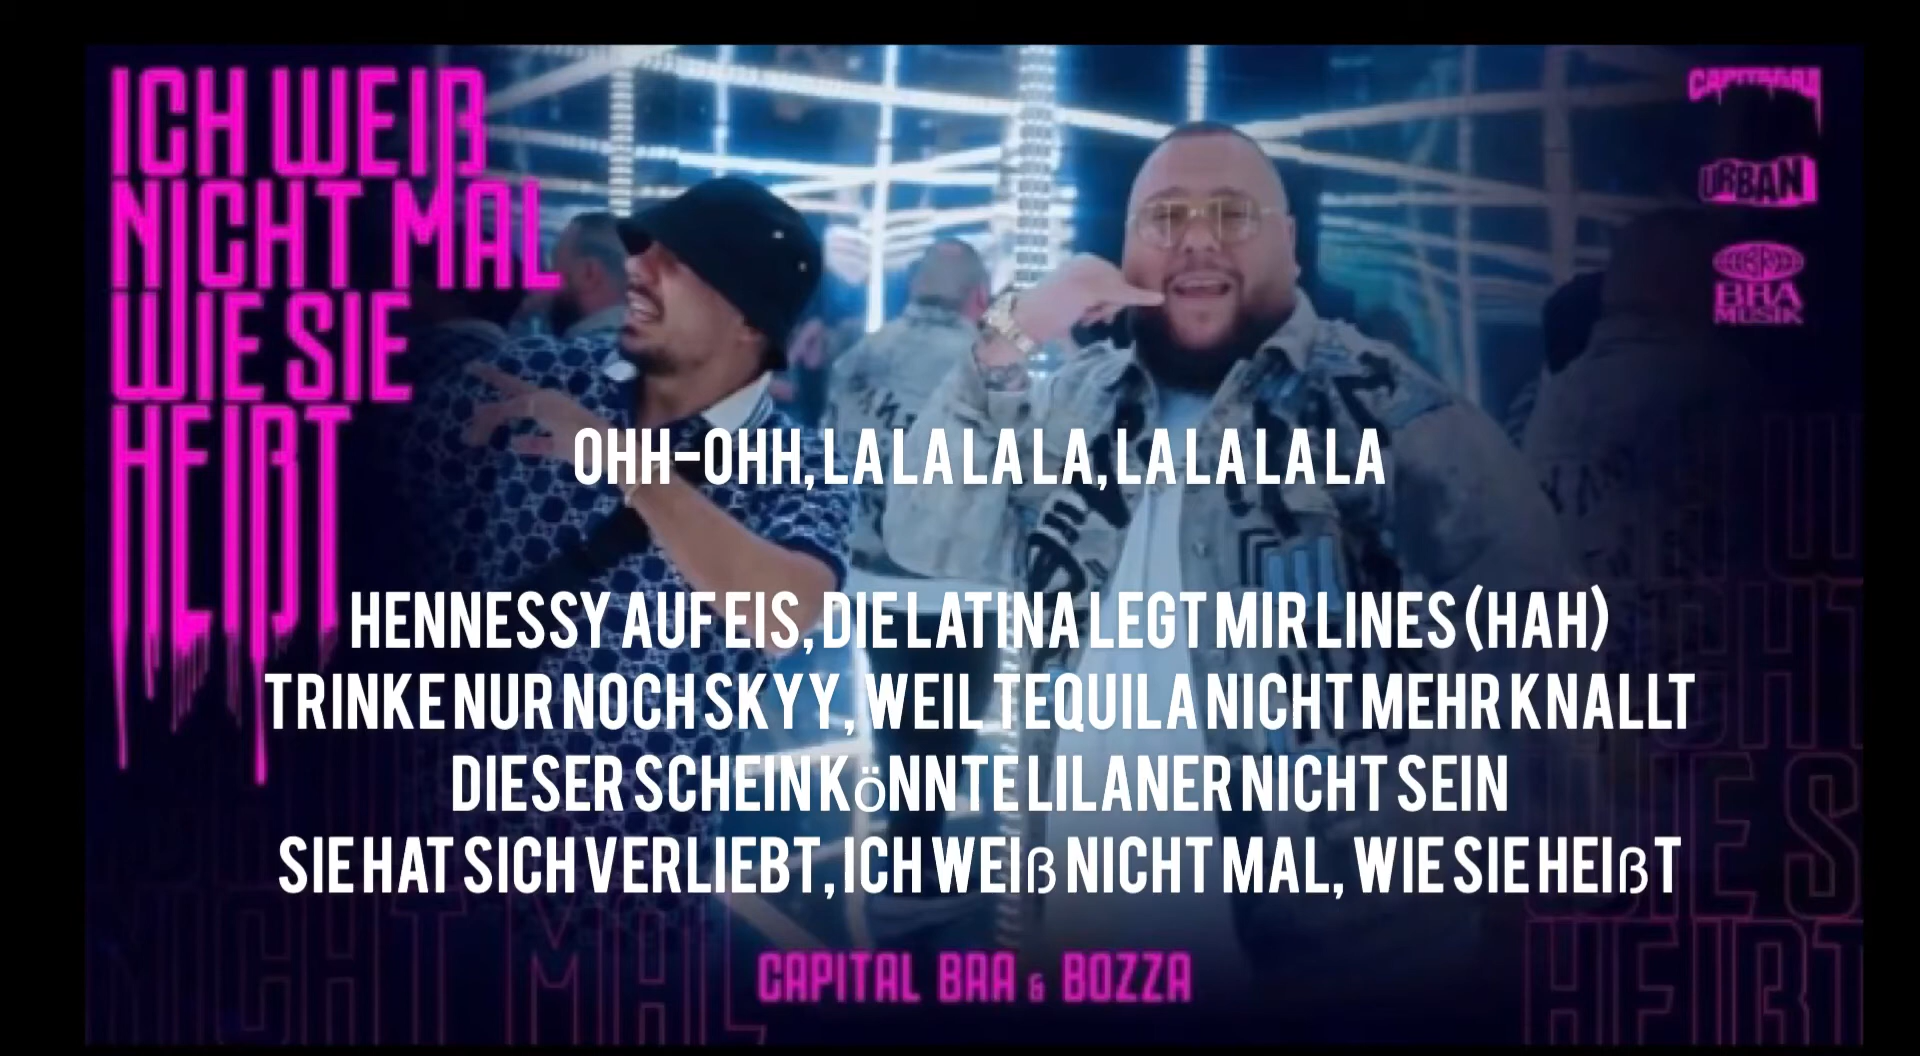 ICH WEIß
NICHT MAL
WIE SIE
HEIßT
CAPITAL BRA
URBAN
BRA
MUSIK
OHH-OHH, LA LA LA LA, LA LA LA LA
HENNESSY AUF EIS, DIE LATINA LEGT MIR LINES (HAH)
TRINKE NUR NOCH SKYY, WEIL TEQUILA NICHT MEHR KNALLT
DIESER SCHEIN KÖNNTE LILANER NICHT SEIN
SIE HAT SICH VERLIEBT, ICH WEIß NICHT MAL, WIE SIE HEIßT
CAPITAL BRA & BOZZA